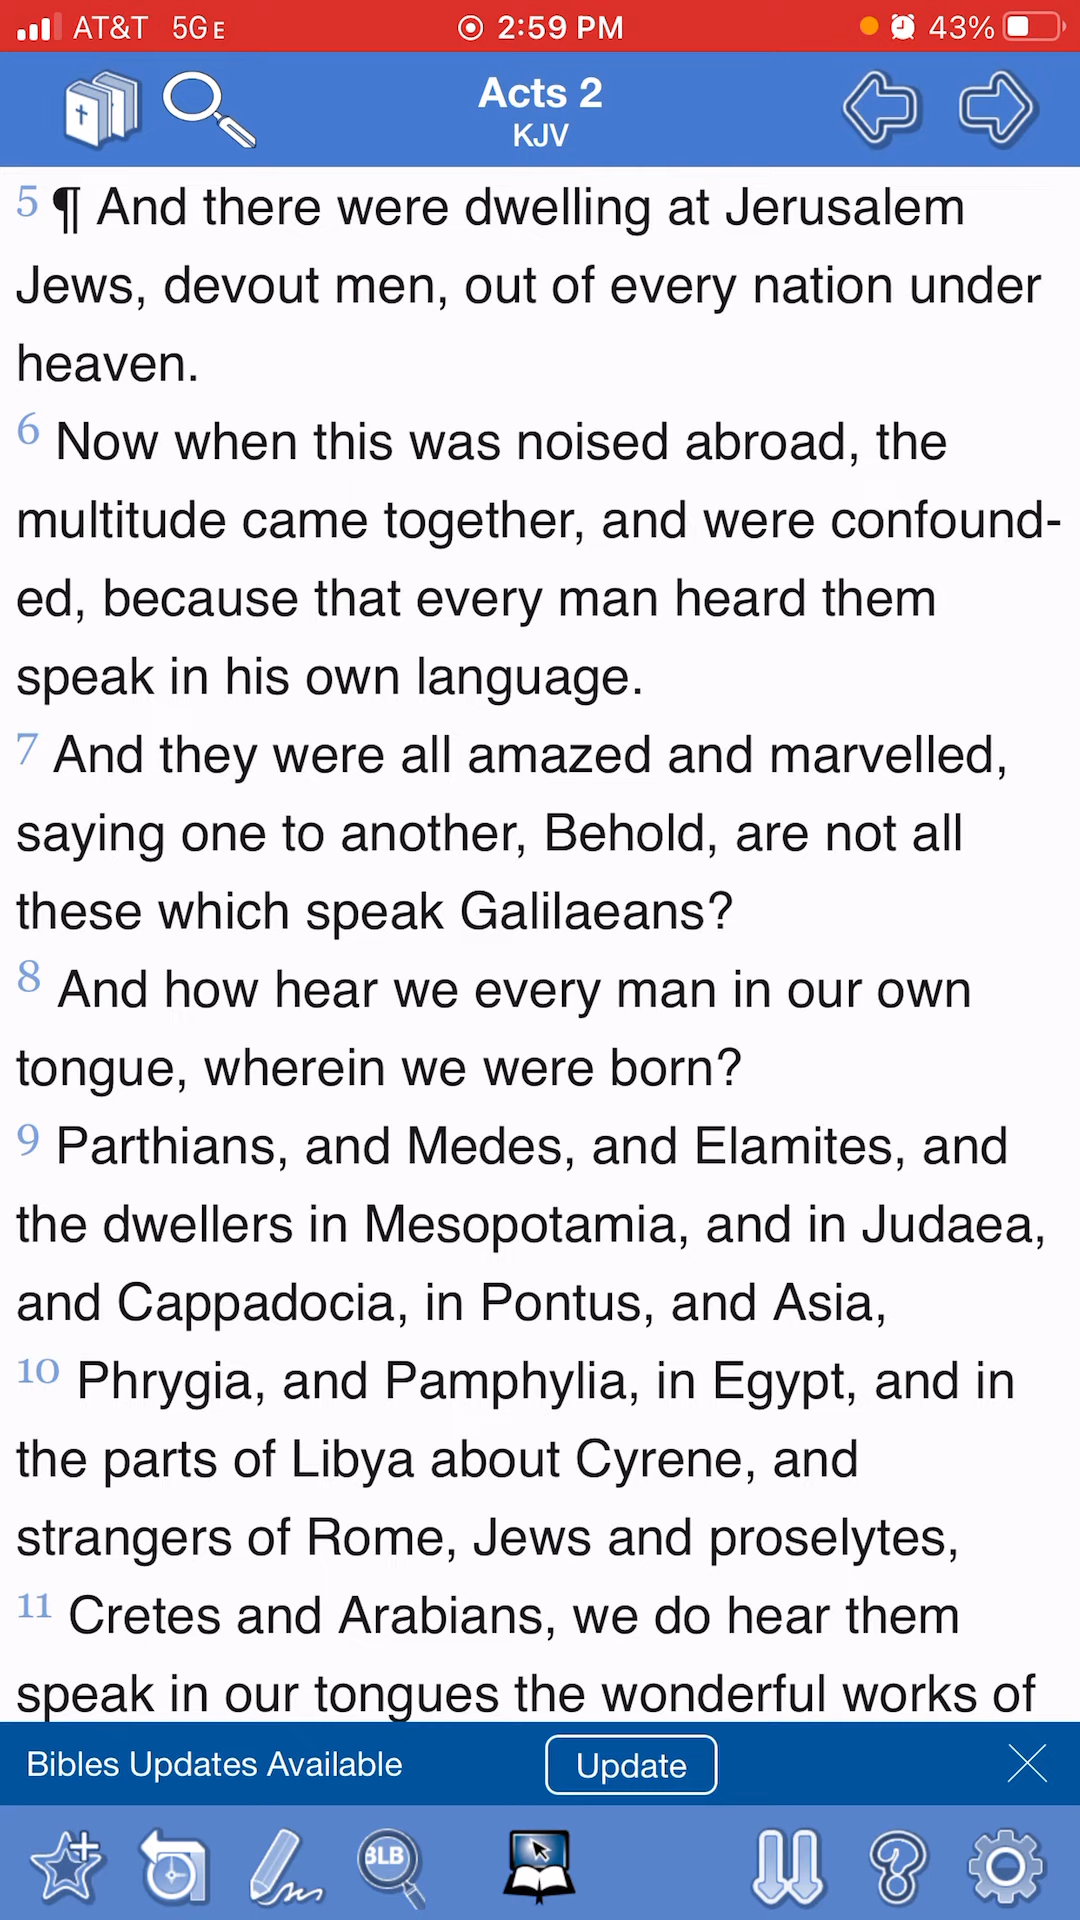 AT&T 5GE 2:59 PM 43%
Acts 2
KJV
5 ¶ And there were dwelling at Jerusalem
Jews, devout men, out of every nation under
heaven.
6 Now when this was noised abroad, the
multitude came together, and were confound-
ed, because that every man heard them
speak in his own language.
7 And they were all amazed and marvelled,
saying one to another, Behold, are not all
these which speak Galilaeans?
8 And how hear we every man in our own
tongue, wherein we were born?
9 Parthians, and Medes, and Elamites, and
the dwellers in Mesopotamia, and in Judaea,
and Cappadocia, in Pontus, and Asia,
10 Phrygia, and Pamphylia, in Egypt, and in
the parts of Libya about Cyrene, and
strangers of Rome, Jews and proselytes,
11 Cretes and Arabians, we do hear them
speak in our tongues the wonderful works of
Bibles Updates Available Update
BLB